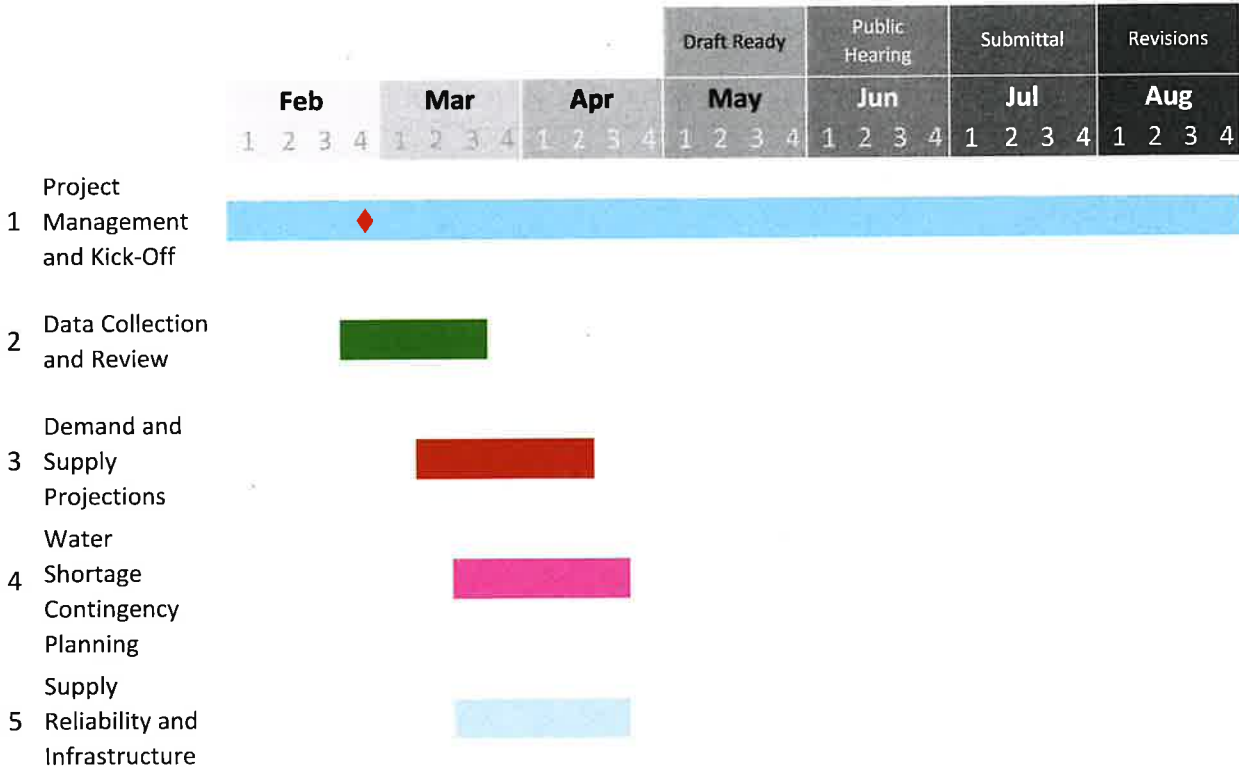 Draft Ready
Public
Hearing
Submittal
Revisions
Feb Mar Apr May Jun Jul Aug
1 2 3 4 1 2 3 4 1 2 3 4 1 2 3 4 1 2 3 4 1 2 3 4 1 2 3 4
Project
1 Management
and Kick-Off
2 Data Collection
and Review
Demand and
3 Supply
Projections
Water
4 Shortage
Contingency
Planning
Supply
5 Reliability and
Infrastructure